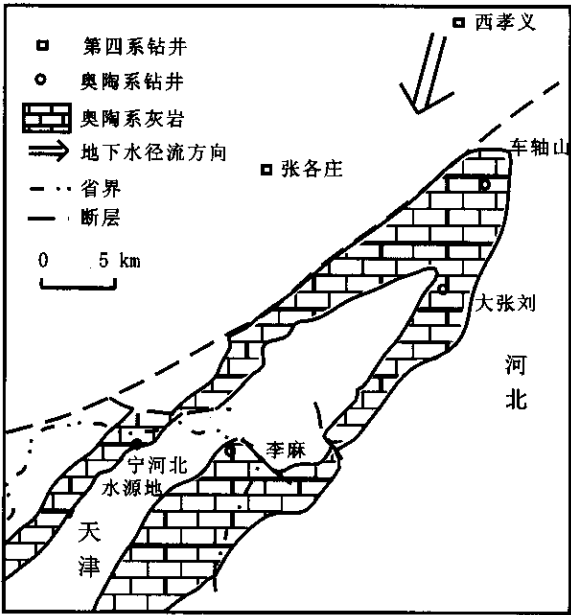 第四系钻井
奥陶系钻井
奥陶系灰岩
地下水径流方向
省界
断层
0 5 km
西孝义
车轴山
张各庄
大张刘
河
北
李麻
宁河北
水源地
天
津